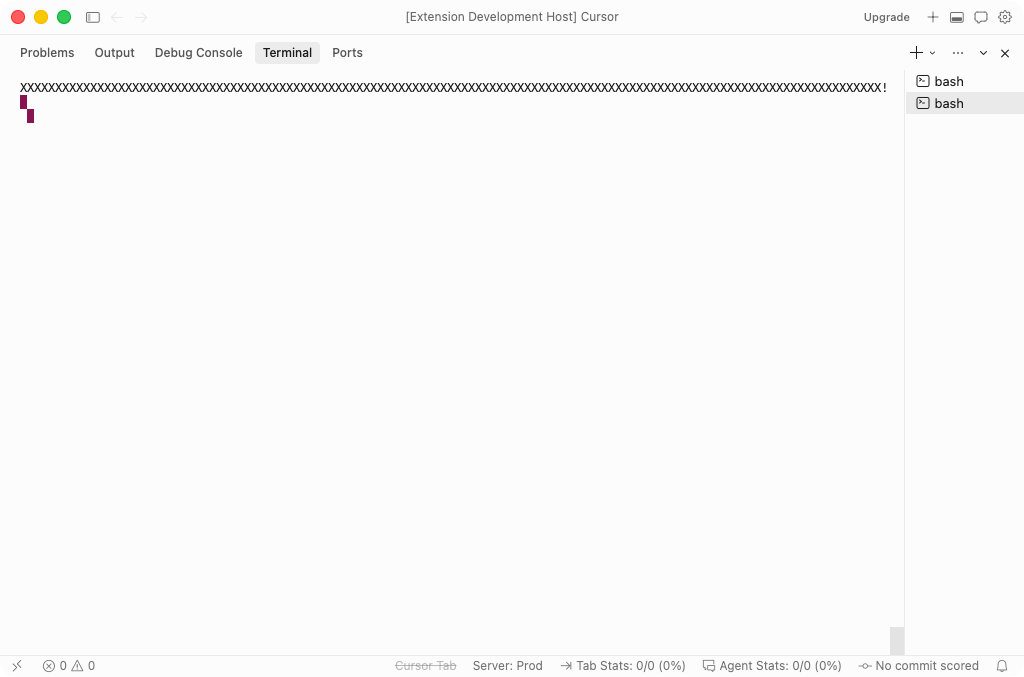 [Extension Development Host] Cursor
Upgrade
Problems Output Debug Console Terminal Ports
XXXXXXXXXXXXXXXXXXXXXXXXXXXXXXXXXXXXXXXXXXXXXXXXXXXXXXXXXXXXXXXXXXXXXXXXXXXXXXXXXXXXXXXXXXXXXXXXXXXXXXXXXXXXXXXXXXXXXXXXXXX!
bash
bash
0 0 Cursor Tab Server: Prod Tab Stats: 0/0 (0%) Agent Stats: 0/0 (0%) No commit scored